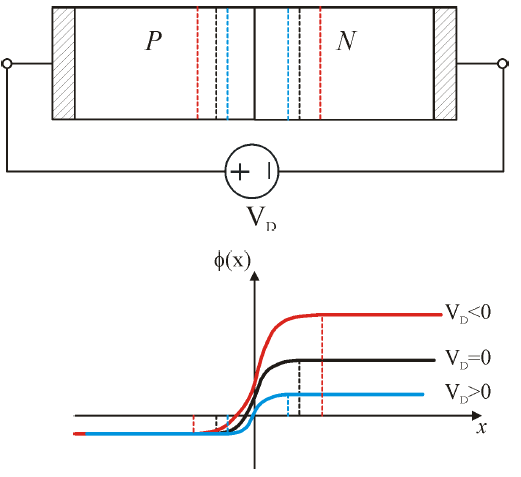 P N
+ −
V_D
ϕ(x)
V_D<0
V_D=0
V_D>0
x